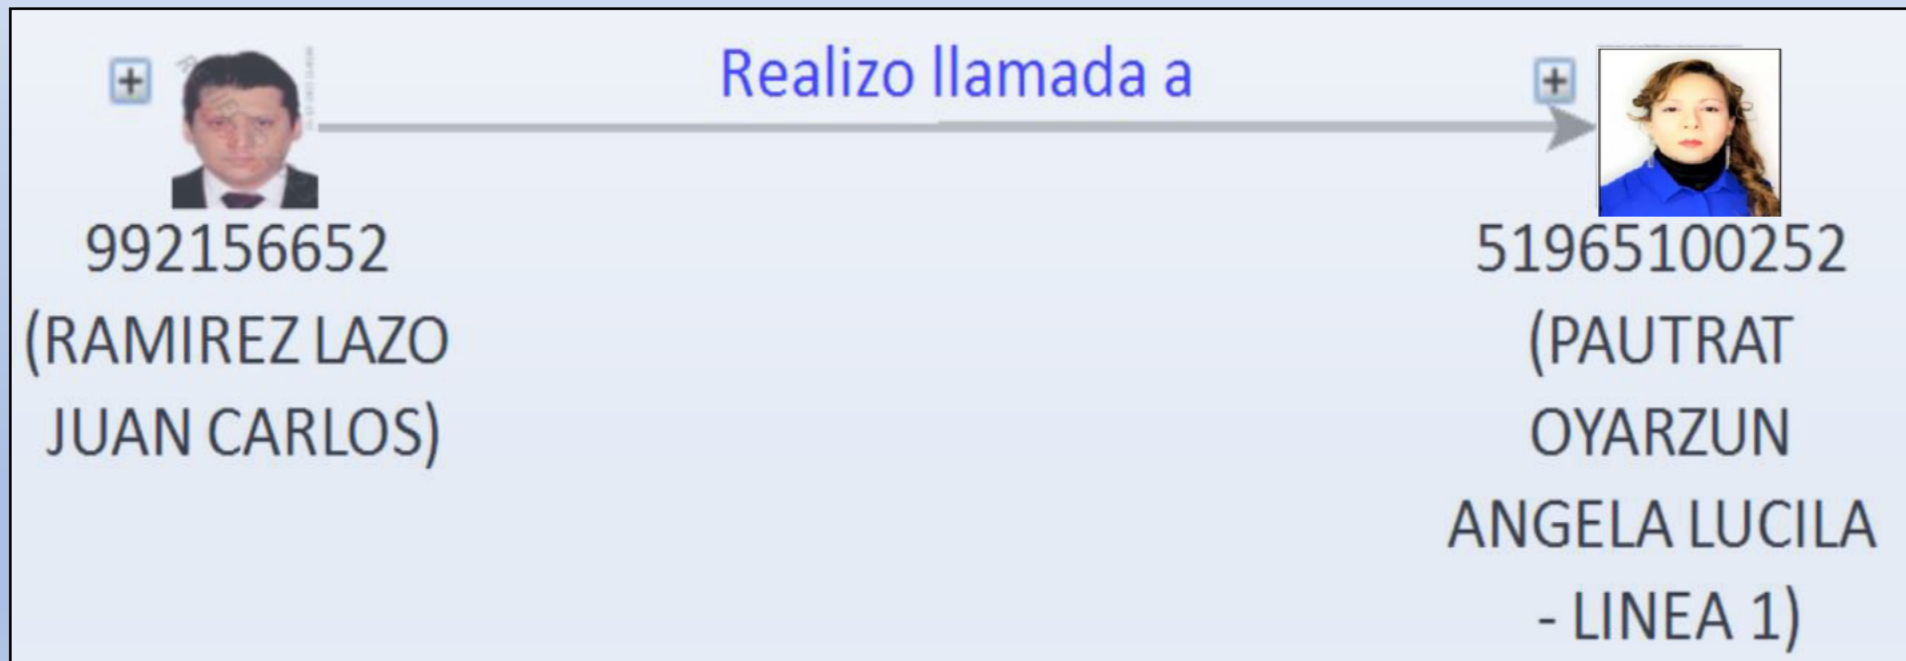 Realizo llamada a
992156652
(RAMIREZ LAZO
JUAN CARLOS)
51965100252
(PAUTRAT
OYARZUN
ANGELA LUCILA
- LINEA 1)